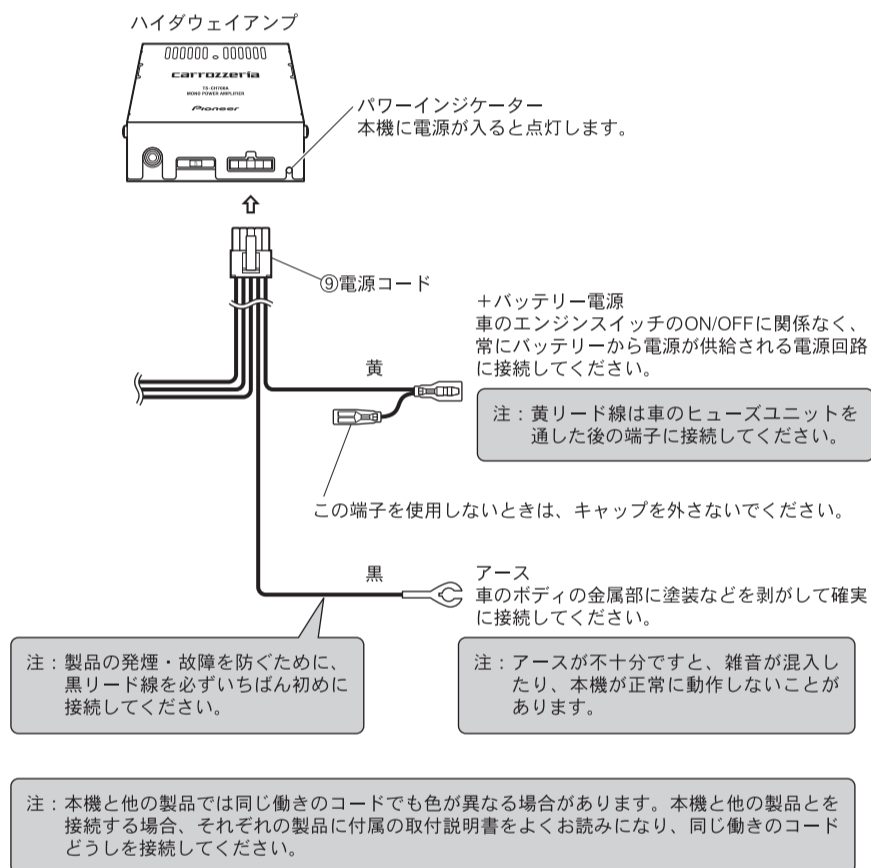 ハイダウェイアンプ
carrozzeria
TS-CH700A
MONO POWER AMPLIFIER
Pioneer
パワーインジケーター
本機に電源が入ると点灯します。
⑨電源コード
+バッテリー電源
車のエンジンスイッチのON/OFFに関係なく、
常にバッテリーから電源が供給される電源回路
に接続してください。
黄
注：黄リード線は車のヒューズユニットを
通した後の端子に接続してください。
この端子を使用しないときは、キャップを外さないでください。
黒
アース
車のボディの金属部に塗装などを剥がして確実
に接続してください。
注：製品の発煙・故障を防ぐために、
黒リード線を必ずいちばん初めに
接続してください。
注：アースが不十分ですと、雑音が混入し
たり、本機が正常に動作しないことが
あります。
注：本機と他の製品では同じ働きのコードでも色が異なる場合があります。本機と他の製品とを
接続する場合、それぞれの製品に付属の取付説明書をよくお読みになり、同じ働きのコード
どうしを接続してください。